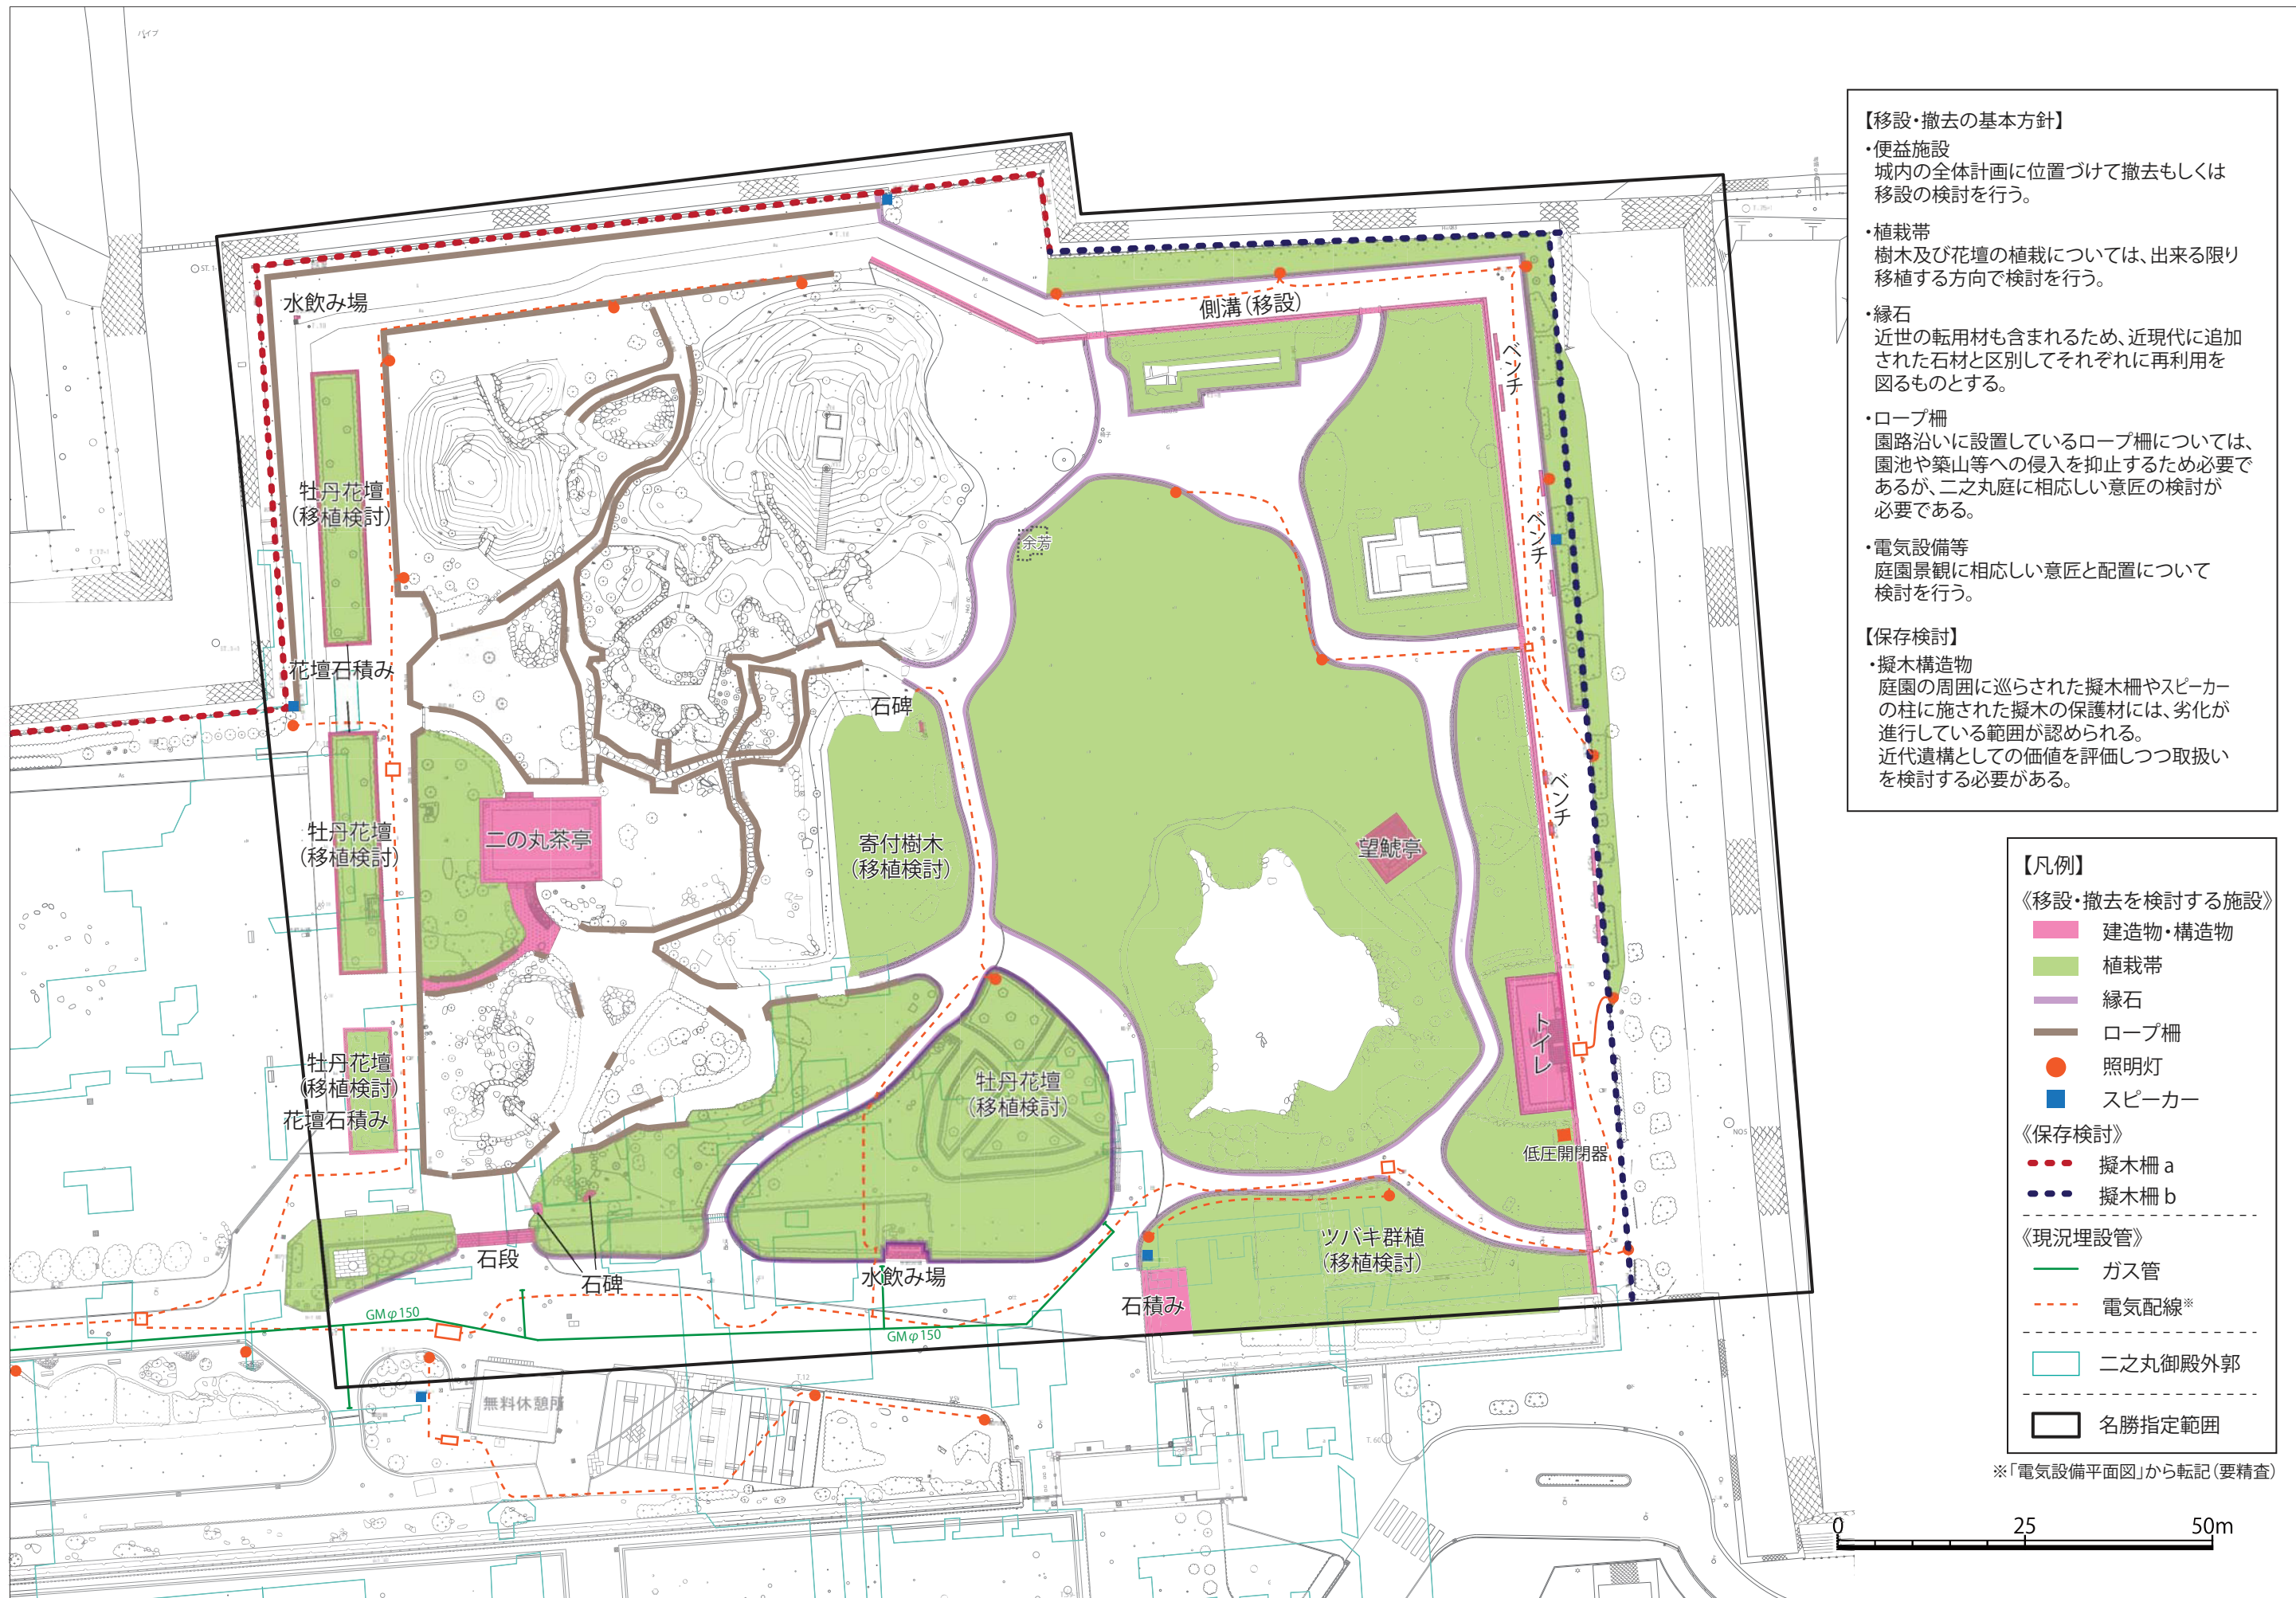 パイプ
【移設・撤去の基本方針】
・便益施設
城内の全体計画に位置づけて撤去もしくは
移設の検討を行う。
・植栽帯
樹木及び花壇の植栽については、出来る限り
移植する方向で検討を行う。
・縁石
近世の転用材も含まれるため、近現代に追加
された石材と区別してそれぞれに再利用を
図るものとする。
・ロープ柵
園路沿いに設置しているロープ柵については、
園池や築山等への侵入を抑止するため必要で
あるが、二之丸庭に相応しい意匠の検討が
必要である。
・電気設備等
庭園景観に相応しい意匠と配置について
検討を行う。
【保存検討】
・擬木構造物
庭園の周囲に巡らされた擬木柵やスピーカー
の柱に施された擬木の保護材には、劣化が
進行している範囲が認められる。
近代遺構としての価値を評価しつつ取扱い
を検討する必要がある。
水飲み場
側溝（移設）
ベンチ
牡丹花壇
（移植検討）
ベンチ
余芳
花壇石積み
石碑
ベンチ
牡丹花壇
（移植検討）
二の丸茶亭
寄付樹木
（移植検討）
望鯱亭
トイレ
牡丹花壇
（移植検討）
花壇石積み
牡丹花壇
（移植検討）
低圧開閉器
石段
石碑
水飲み場
ツバキ群植
（移植検討）
石積み
GMφ150
GMφ150
無料休憩所
T.12
T.60
NO5
【凡例】
《移設・撤去を検討する施設》
建造物・構造物
植栽帯
縁石
ロープ柵
照明灯
スピーカー
《保存検討》
擬木柵 a
擬木柵 b
《現況埋設管》
ガス管
電気配線※
二之丸御殿外郭
名勝指定範囲
※「電気設備平面図」から転記（要精査）
0 25 50m